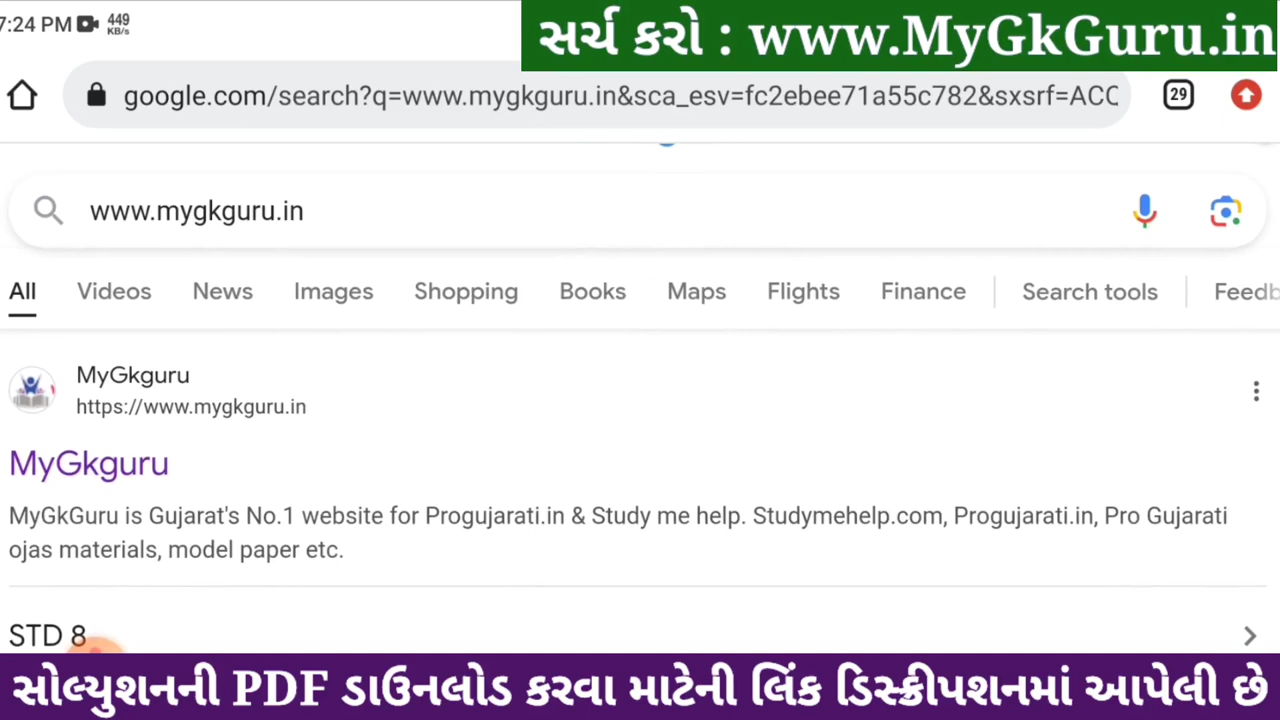 7:24 PM 449 KB/s
સર્ચ કરો : www.MyGkGuru.in
google.com/search?q=www.mygkguru.in&sca_esv=fc2ebee71a55c782&sxsrf=ACC
29
www.mygkguru.in
All Videos News Images Shopping Books Maps Flights Finance Search tools Feedb
MyGkguru
https://www.mygkguru.in
MyGkguru
MyGkGuru is Gujarat's No.1 website for Progujarati.in & Study me help. Studymehelp.com, Progujarati.in, Pro Gujarati
ojas materials, model paper etc.
STD 8
સોલ્યુશનની PDF ડાઉનલોડ કરવા માટેની લિંક ડિસ્ક્રીપશનમાં આપેલી છે